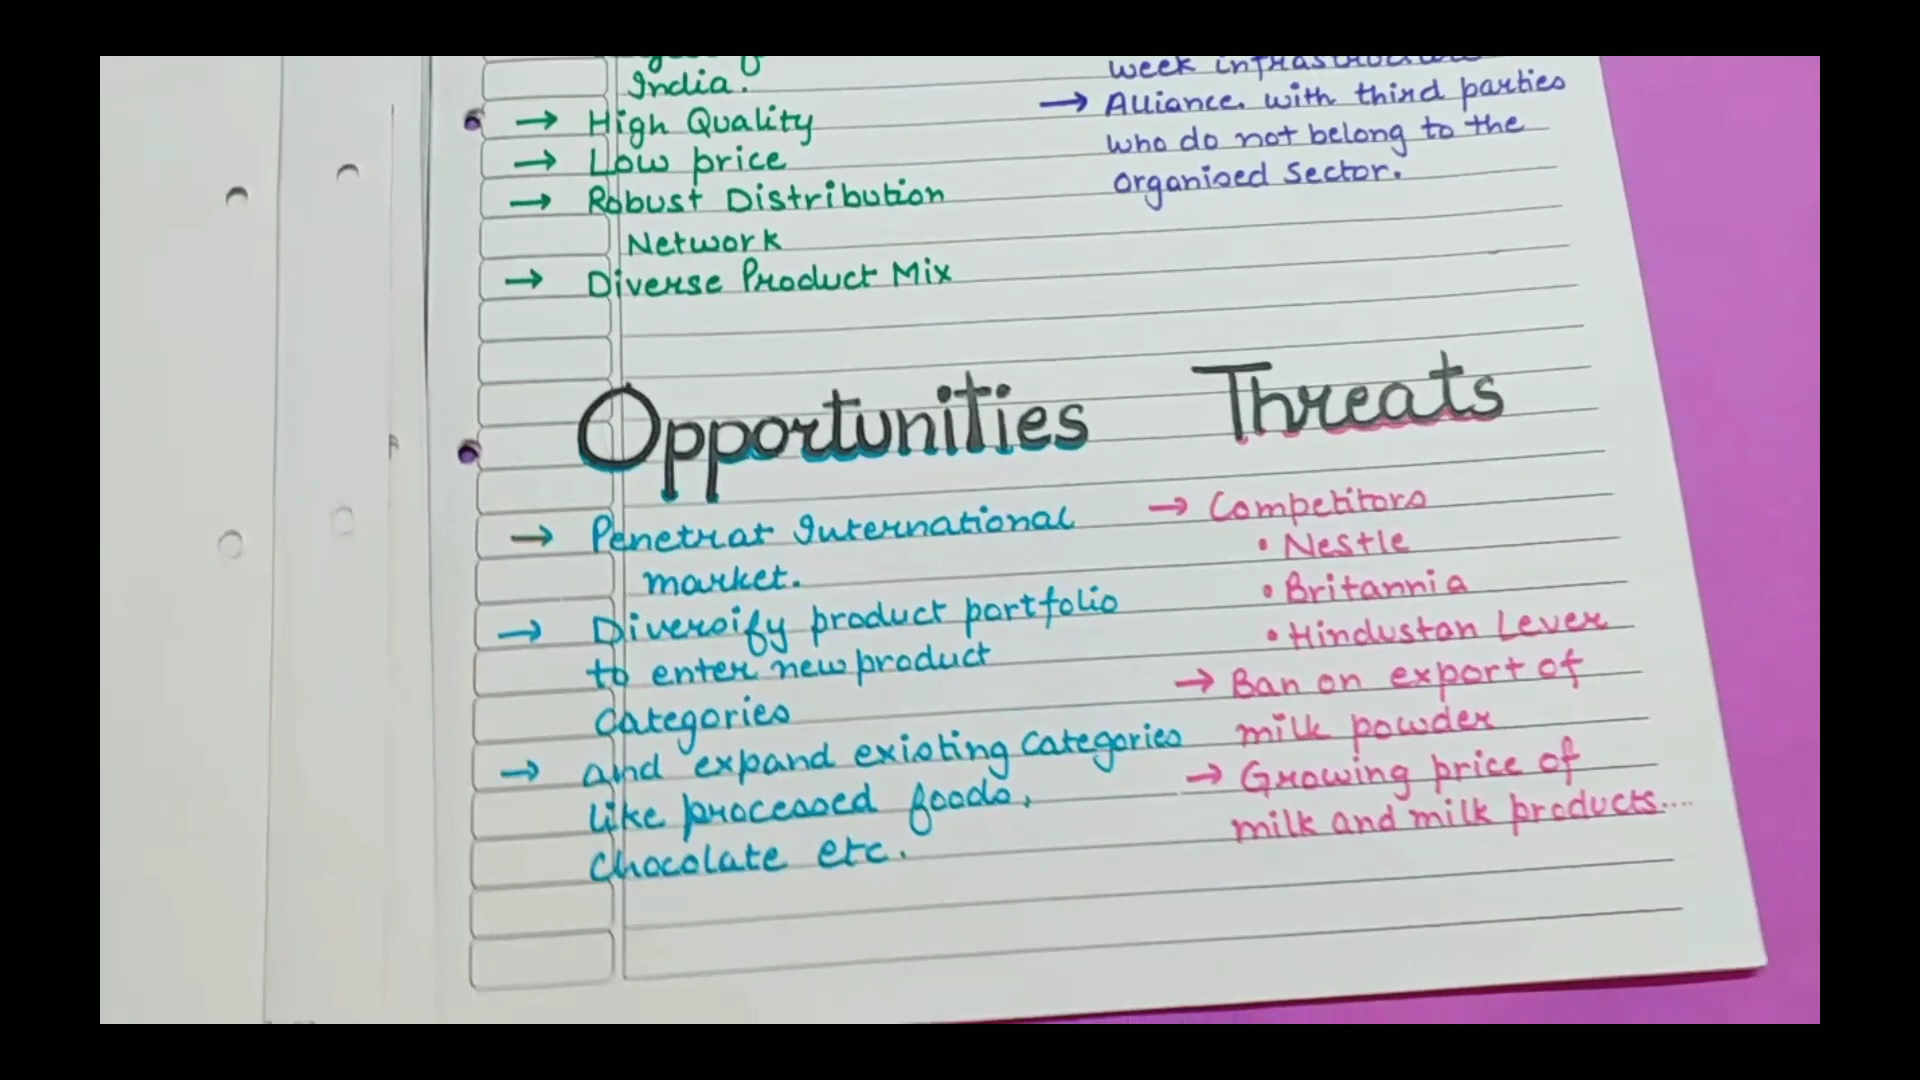 India.
→ High Quality
→ Low price
→ Robust Distribution
Network
→ Diverse Product Mix
week infrastructure
→ Alliance. with third parties
who do not belong to the
organised Sector.
Opportunities
→ Penetrat International
market.
→ Diversify product portfolio
to enter new product
Categories
→ and expand existing Categories
like processed foods,
Chocolate etc.
Threats
→ Competitors
• Nestle
• Britannia
• Hindustan Lever
→ Ban on export of
milk powder
→ Growing price of
milk and milk products....